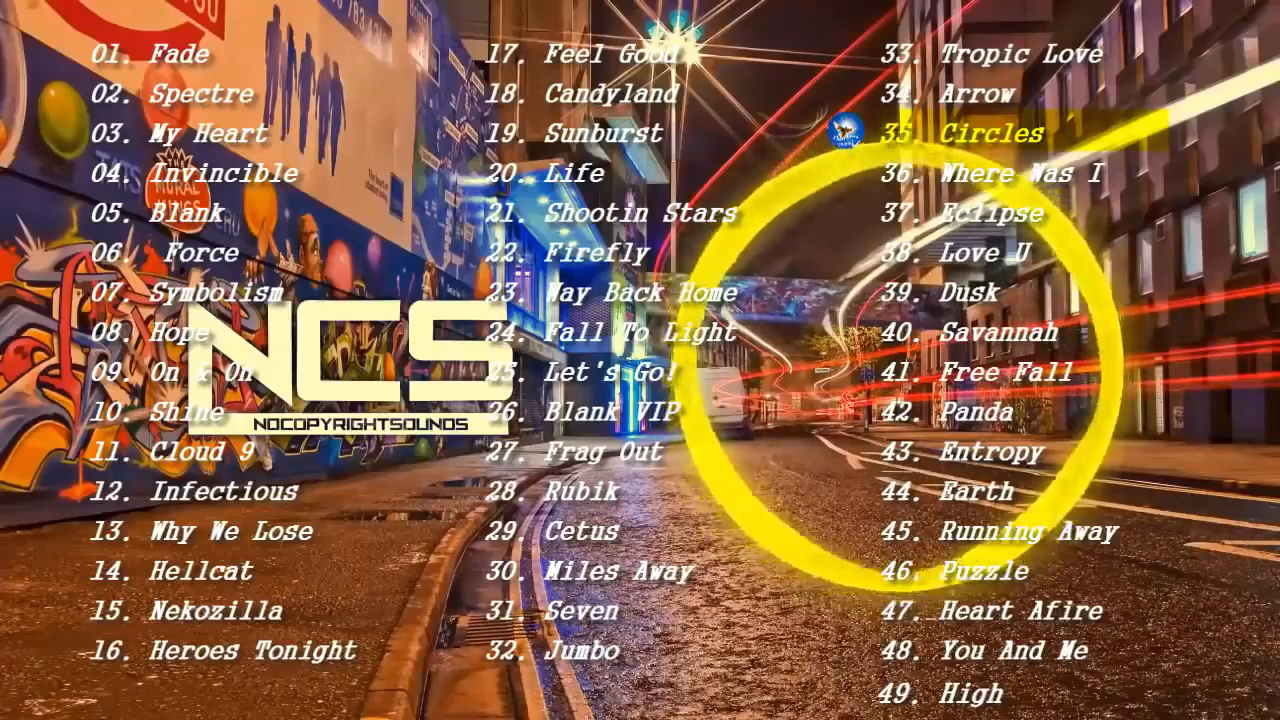 01. Fade
02. Spectre
03. My Heart
04. Invincible
05. Blank
06. Force
07. Symbolism
08. Hope
09. On & On
10. Shine
11. Cloud 9
12. Infectious
13. Why We Lose
14. Hellcat
15. Nekozilla
16. Heroes Tonight
17. Feel Good
18. Candyland
19. Sunburst
20. Life
21. Shootin Stars
22. Firefly
23. Way Back Home
24. Fall To Light
25. Let's Go!
26. Blank VIP
27. Frag Out
28. Rubik
29. Cetus
30. Miles Away
31. Seven
32. Jumbo
33. Tropic Love
34. Arrow
35. Circles
36. Where Was I
37. Eclipse
38. Love U
39. Dusk
40. Savannah
41. Free Fall
42. Panda
43. Entropy
44. Earth
45. Running Away
46. Puzzle
47. Heart Afire
48. You And Me
49. High
NCS
NOCOPYRIGHTSOUNDS
MURAL
KINGS